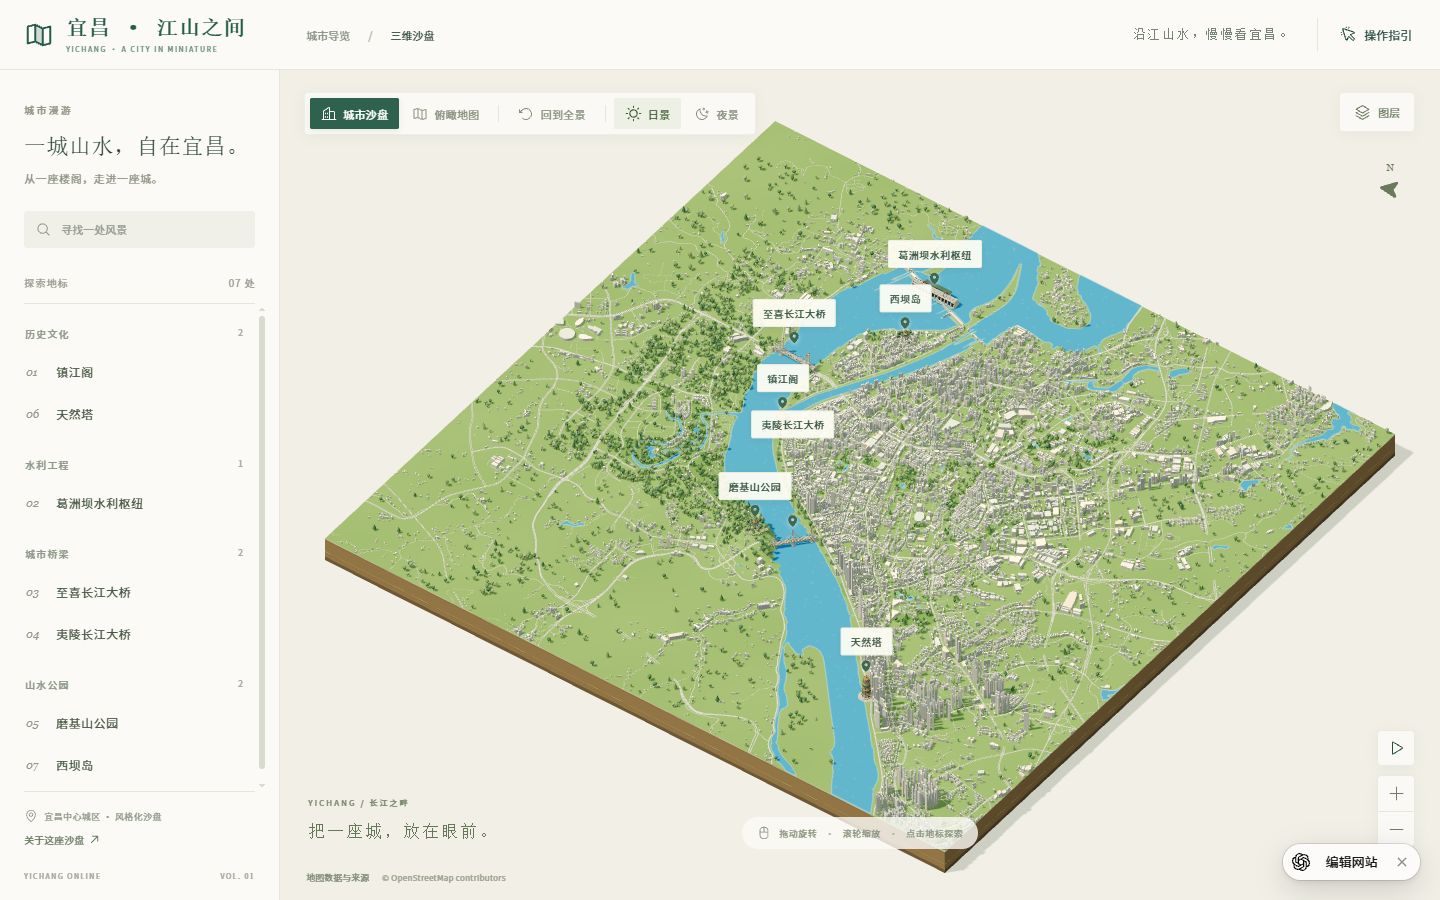 宜昌 • 江山之间
YICHANG • A CITY IN MINIATURE
城市导览 / 三维沙盘
沿江山水，慢慢看宜昌。
操作指引
城市漫游
一城山水，自在宜昌。
从一座楼阁，走进一座城。
寻找一处风景
探索地标 07 处
历史文化 2
01 镇江阁
06 天然塔
水利工程 1
02 葛洲坝水利枢纽
城市桥梁 2
03 至喜长江大桥
04 夷陵长江大桥
山水公园 2
05 磨基山公园
07 西坝岛
宜昌中心城区 • 风格化沙盘
关于这座沙盘
YICHANG ONLINE VOL. 01
城市沙盘 俯瞰地图 回到全景 日景 夜景
图层
N
葛洲坝水利枢纽
西坝岛
至喜长江大桥
镇江阁
夷陵长江大桥
磨基山公园
天然塔
YICHANG / 长江之畔
把一座城，放在眼前。
拖动旋转 · 滚轮缩放 · 点击地标探索
地图数据与来源 © OpenStreetMap contributors
编辑网站